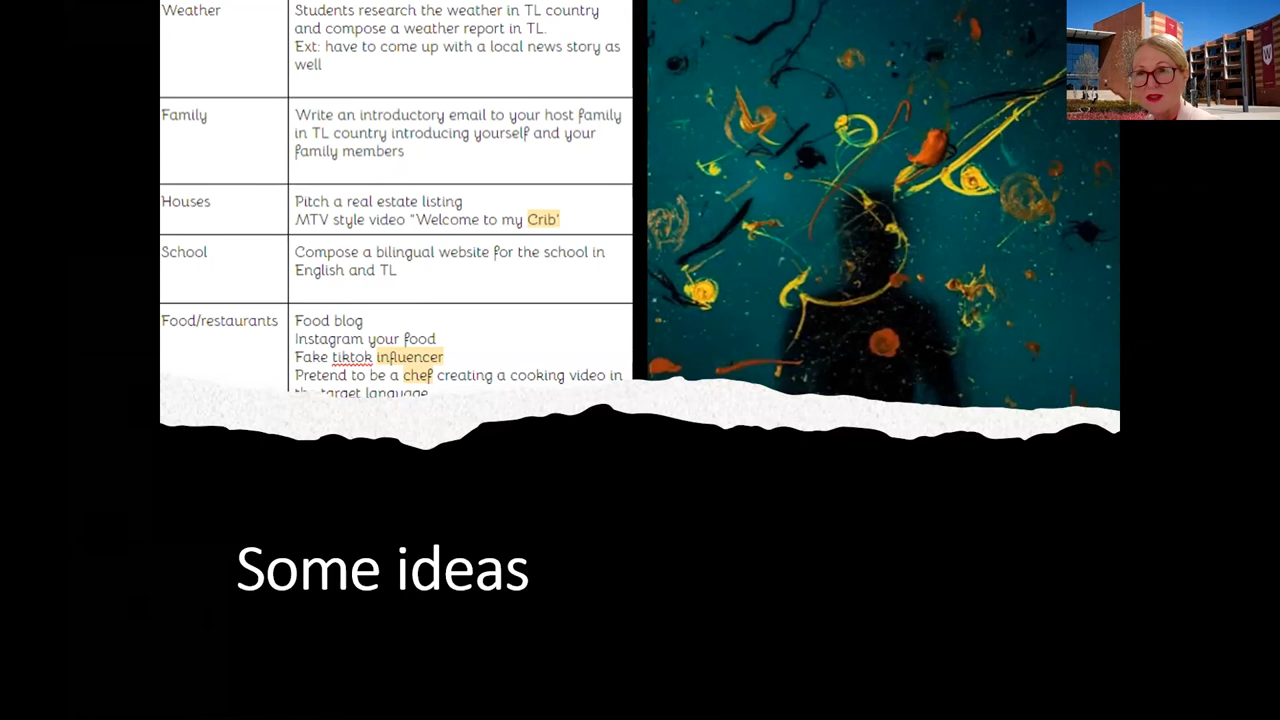 Weather
Students research the weather in TL country
and compose a weather report in TL.
Ext: have to come up with a local news story as
well
Family
Write an introductory email to your host family
in TL country introducing yourself and your
family members
Houses
Pitch a real estate listing
MTV style video “Welcome to my Crib’
School
Compose a bilingual website for the school in
English and TL
Food/restaurants
Food blog
Instagram your food
Fake tiktok influencer
Pretend to be a chef creating a cooking video in
the target language
Some ideas
W